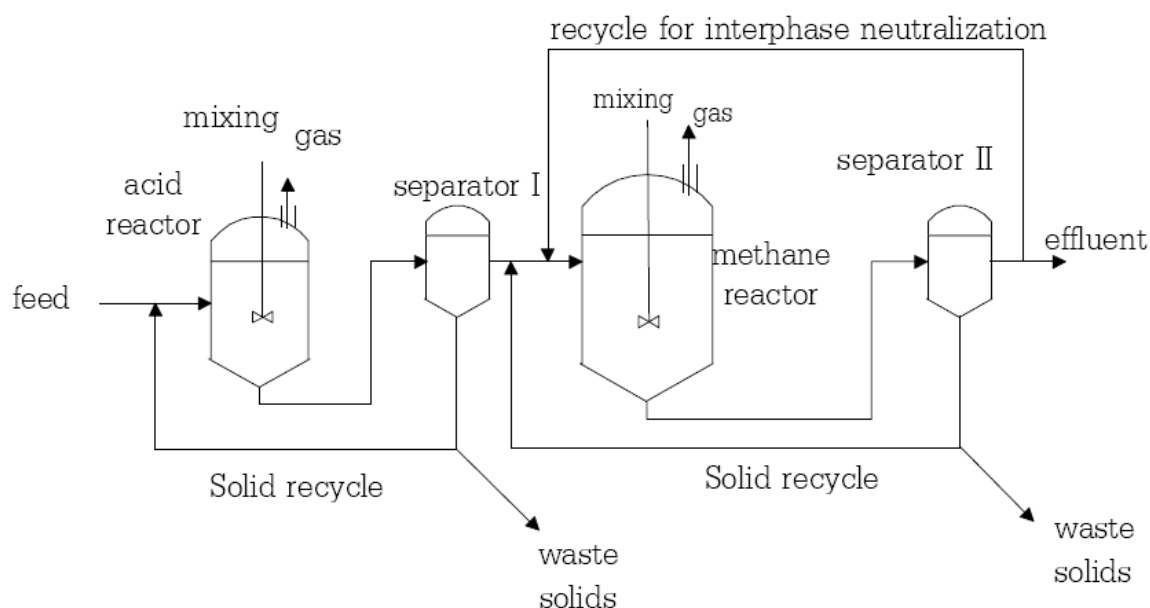 recycle for interphase neutralization
mixing
gas
acid
reactor
separator I
mixing
gas
separator II
feed
methane
reactor
effluent
Solid recycle
Solid recycle
waste
solids
waste
solids